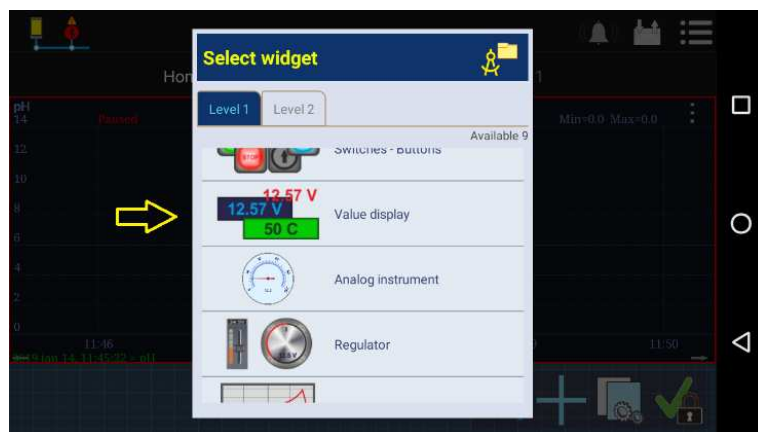 Select widget
Hom
1
Level 1
Level 2
Available 9
pH
14
Paused
Min=0.0 Max=0.0
12
10
8
6
4
2
0
STOP
Switches - Buttons
12.57 V
12.57 V
50 C
Value display
Analog instrument
Regulator
11:46
11:50